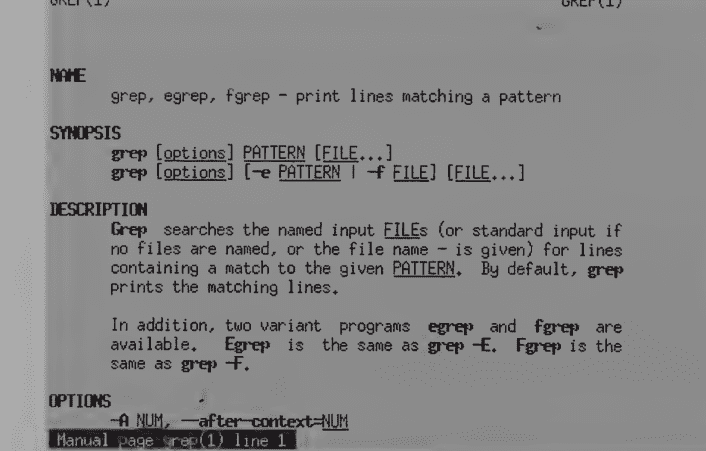 GREP(1) GREP(1)
NAME
grep, egrep, fgrep - print lines matching a pattern
SYNOPSIS
grep [options] PATTERN [FILE...]
grep [options] [-e PATTERN | -f FILE] [FILE...]
DESCRIPTION
Grep searches the named input FILEs (or standard input if
no files are named, or the file name - is given) for lines
containing a match to the given PATTERN. By default, grep
prints the matching lines.
In addition, two variant programs egrep and fgrep are
available. Egrep is the same as grep -E. Fgrep is the
same as grep -F.
OPTIONS
-A NUM, --after-context=NUM
Manual page grep(1) line 1